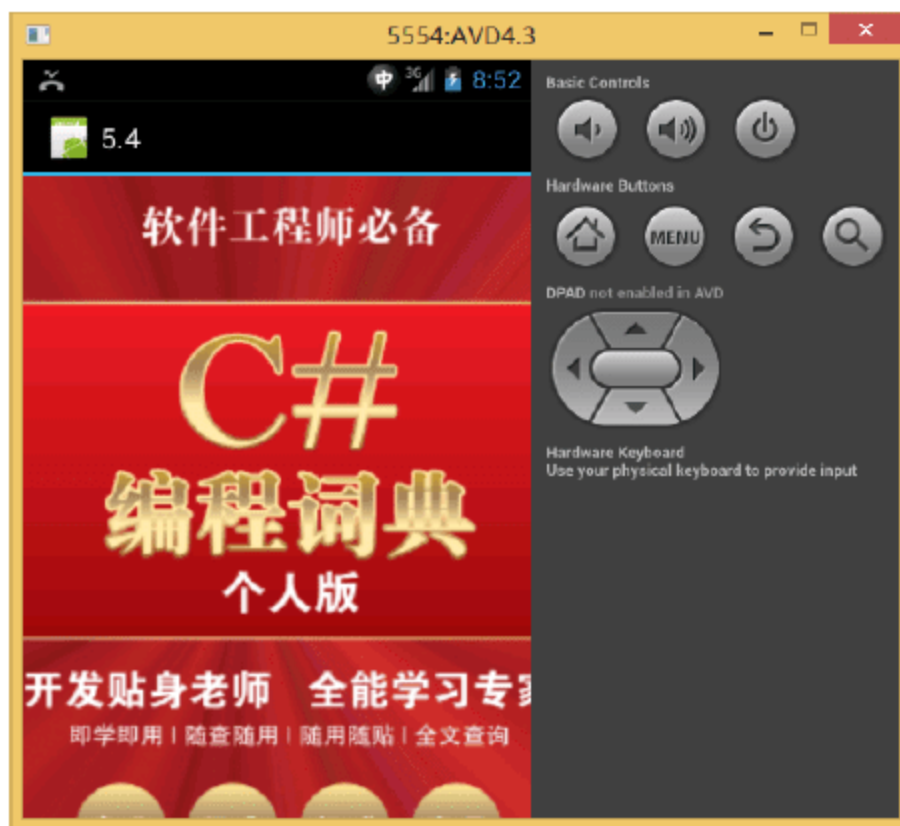 5554:AVD4.3
中 3G 8:52
5.4
软件工程师必备
C#
编程词典
个人版
开发贴身老师 全能学习专
即学即用 | 随查随用 | 随用随贴 | 全文查询
Basic Controls
Hardware Buttons
MENU
DPAD not enabled in AVD
Hardware Keyboard
Use your physical keyboard to provide input